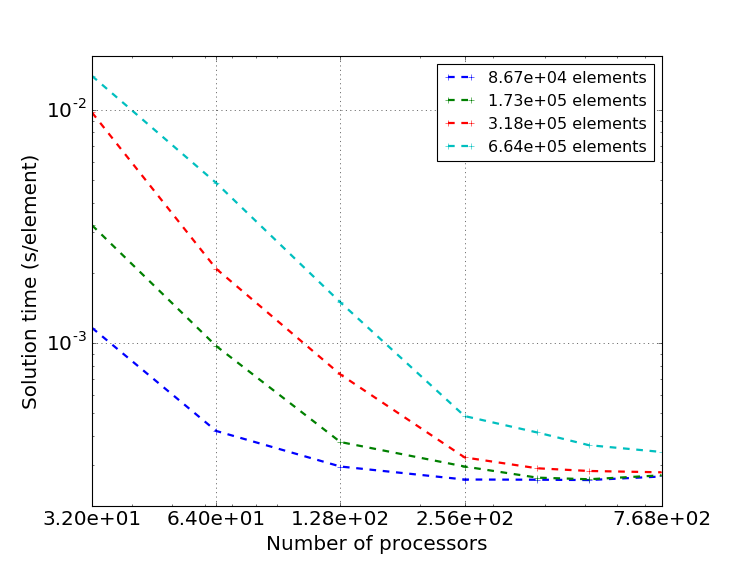 8.67e+04 elements
1.73e+05 elements
3.18e+05 elements
6.64e+05 elements
Solution time (s/element)
10^-2
10^-3
3.20e+01 6.40e+01 1.28e+02 2.56e+02 7.68e+02
Number of processors